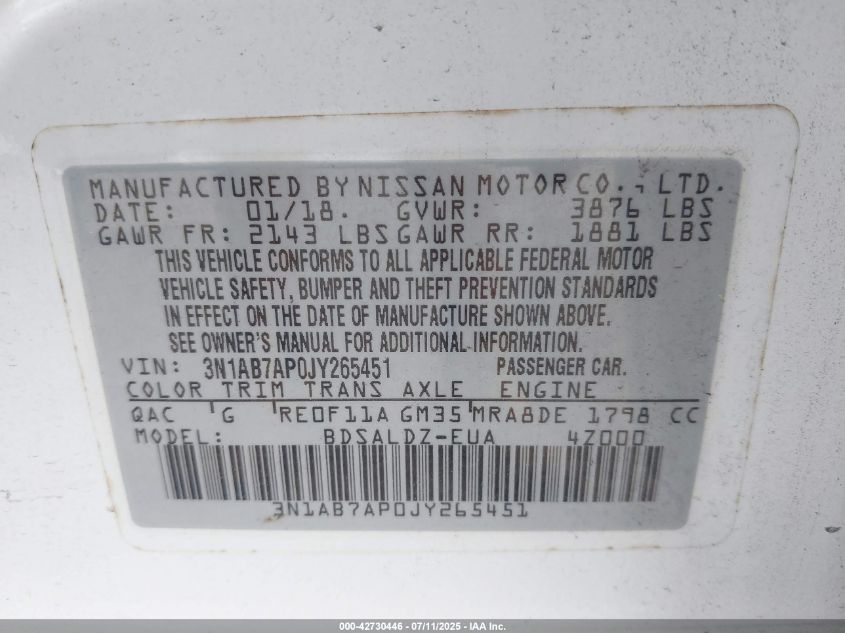 MANUFACTURED BY NISSAN MOTOR CO., LTD.
DATE: 01/18. GVWR: 3876 LBS
GAWR FR: 2143 LBS GAWR RR: 1881 LBS
THIS VEHICLE CONFORMS TO ALL APPLICABLE FEDERAL MOTOR
VEHICLE SAFETY, BUMPER AND THEFT PREVENTION STANDARDS
IN EFFECT ON THE DATE OF MANUFACTURE SHOWN ABOVE.
SEE OWNER'S MANUAL FOR ADDITIONAL INFORMATION.
VIN: 3N1AB7AP0JY265451 PASSENGER CAR.
COLOR TRIM TRANS AXLE ENGINE
QAC G RE0F11A GM35 MRA8DE 1798 CC
MODEL: BDSALDZ-EUA 4Z000
3N1AB7AP0JY265451
000-42730446 - 07/11/2025 - IAA Inc.